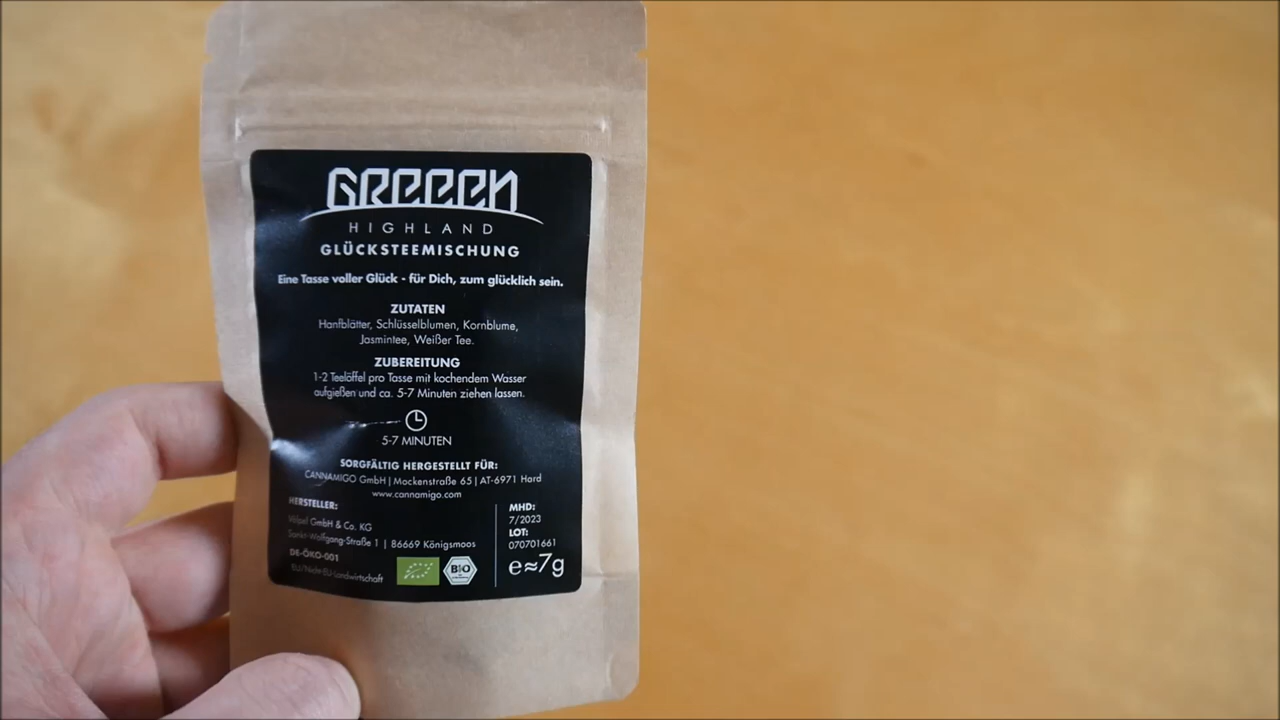 GREEEN
HIGHLAND
GLÜCKSTEEMISCHUNG
Eine Tasse voller Glück - für Dich, zum glücklich sein.
ZUTATEN
Hanfblätter, Schlüsselblumen, Kornblume,
Jasmintee, Weißer Tee.
ZUBEREITUNG
1-2 Teelöffel pro Tasse mit kochendem Wasser
aufgießen und ca. 5-7 Minuten ziehen lassen.
5-7 MINUTEN
SORGFÄLTIG HERGESTELLT FÜR:
CANNAMIGO GmbH | Mockenstraße 65 | AT-6971 Hard
www.cannamigo.com
HERSTELLER:
Völpel GmbH & Co. KG
Sankt-Wolfgang-Straße 1 | 86669 Königsmoos
DE-ÖKO-001
EU/Nicht-EU-Landwirtschaft
BIO
MHD:
7/2023
LOT:
070701661
e≈7g